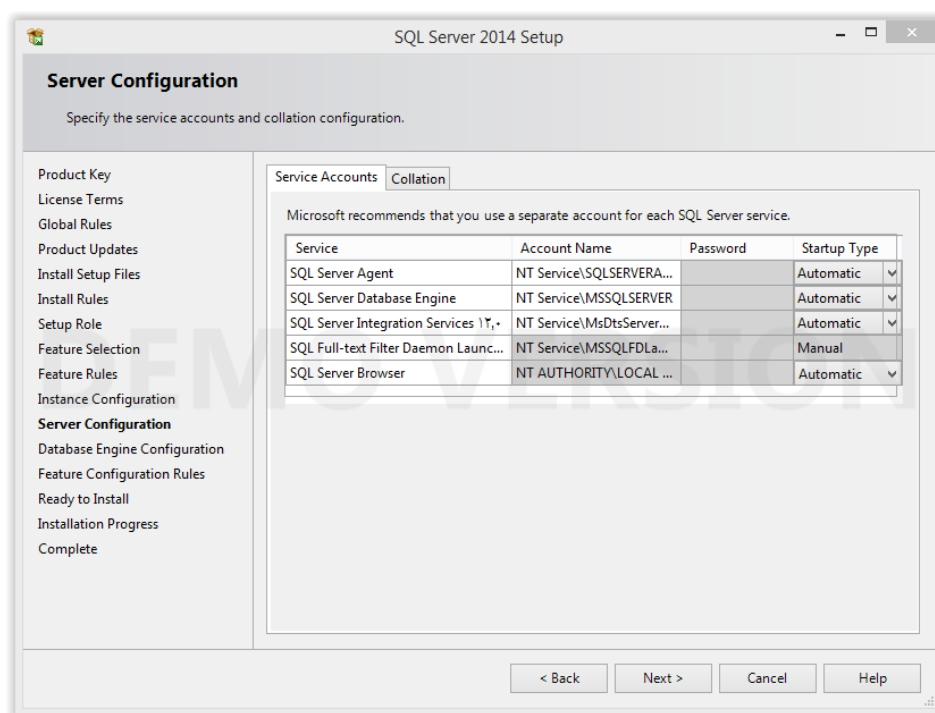 SQL Server 2014 Setup
Server Configuration
Specify the service accounts and collation configuration.
Product Key
License Terms
Global Rules
Product Updates
Install Setup Files
Install Rules
Setup Role
Feature Selection
Feature Rules
Instance Configuration
Server Configuration
Database Engine Configuration
Feature Configuration Rules
Ready to Install
Installation Progress
Complete
Service Accounts Collation
Microsoft recommends that you use a separate account for each SQL Server service.
Service Account Name Password Startup Type
SQL Server Agent NT Service\SQLSERVERA... Automatic
SQL Server Database Engine NT Service\MSSQLSERVER Automatic
SQL Server Integration Services ۱۲,۰ NT Service\MsDtsServer... Automatic
SQL Full-text Filter Daemon Launc... NT Service\MSSQLFDLa... Manual
SQL Server Browser NT AUTHORITY\LOCAL ... Automatic
DEMO VERSION
< Back Next > Cancel Help